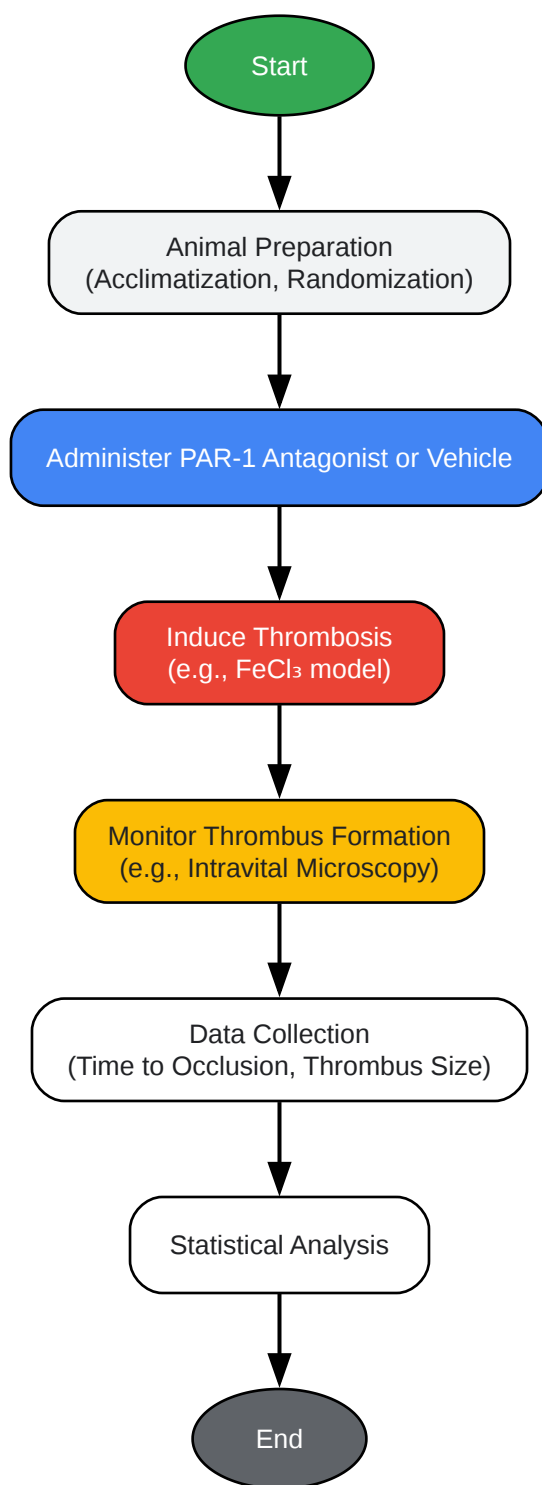 Start
Animal Preparation
(Acclimatization, Randomization)
Administer PAR-1 Antagonist or Vehicle
Induce Thrombosis
(e.g., FeCl₃ model)
Monitor Thrombus Formation
(e.g., Intravital Microscopy)
Data Collection
(Time to Occlusion, Thrombus Size)
Statistical Analysis
End